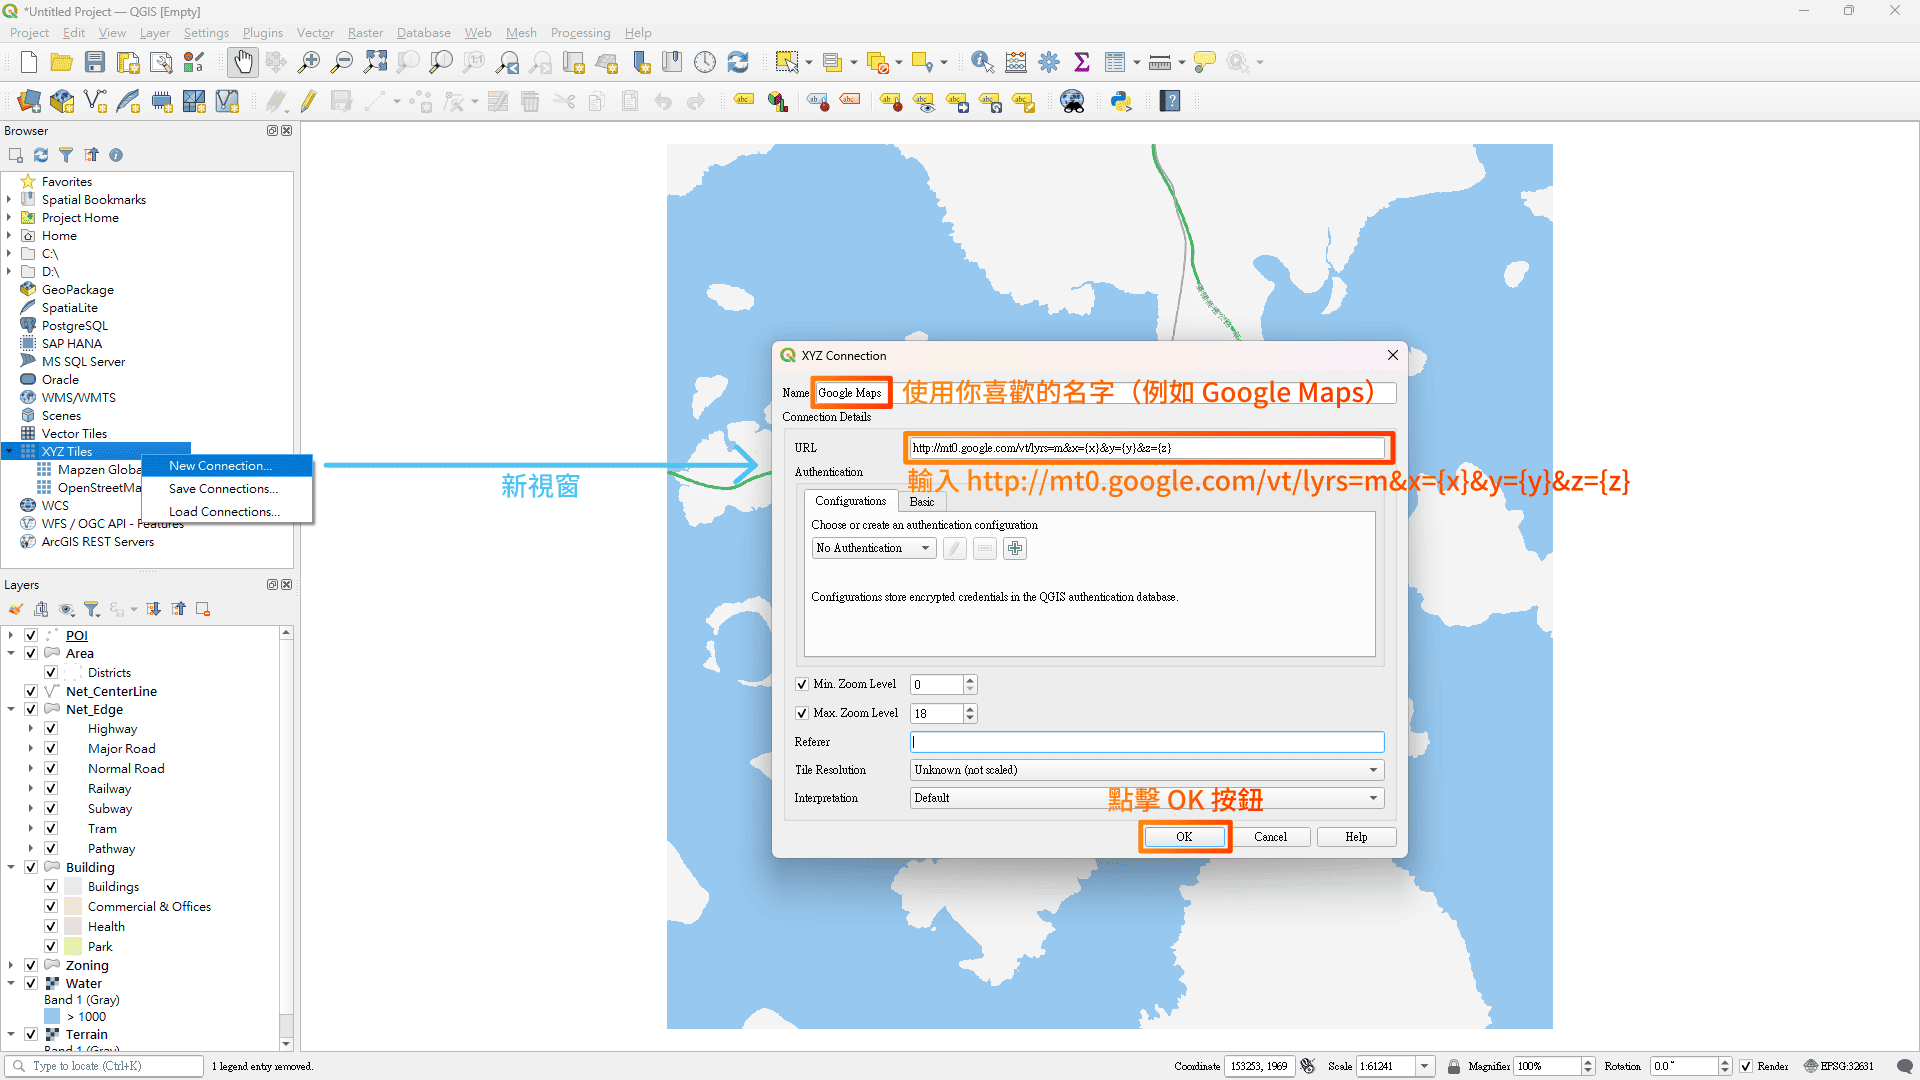 *Untitled Project — QGIS [Empty]
Project Edit View Layer Settings Plugins Vector Raster Database Web Mesh Processing Help
Browser
Favorites
Spatial Bookmarks
Project Home
Home
C:\
D:\
GeoPackage
SpatiaLite
PostgreSQL
SAP HANA
MS SQL Server
Oracle
WMS/WMTS
Scenes
Vector Tiles
XYZ Tiles
Mapzen Globa
OpenStreetMa
WCS
WFS / OGC API - Features
ArcGIS REST Servers
New Connection...
Save Connections...
Load Connections...
新視窗
XYZ Connection
Name Google Maps 使用你喜歡的名字（例如 Google Maps）
Connection Details
URL http://mt0.google.com/vt/lyrs=m&x={x}&y={y}&z={z}
輸入 http://mt0.google.com/vt/lyrs=m&x={x}&y={y}&z={z}
Authentication
Configurations Basic
Choose or create an authentication configuration
No Authentication
Configurations store encrypted credentials in the QGIS authentication database.
Min. Zoom Level 0
Max. Zoom Level 18
Referer
Tile Resolution Unknown (not scaled)
Interpretation Default
點擊 OK 按鈕
OK Cancel Help
Layers
POI
Area
Districts
Net_CenterLine
Net_Edge
Highway
Major Road
Normal Road
Railway
Subway
Tram
Pathway
Building
Buildings
Commercial & Offices
Health
Park
Zoning
Water
Band 1 (Gray)
> 1000
Terrain
Band 1 (Gray)
Type to locate (Ctrl+K) 1 legend entry removed. Coordinate 153253, 1969 Scale 1:61241 Magnifier 100% Rotation 0.0 ° Render EPSG:32631